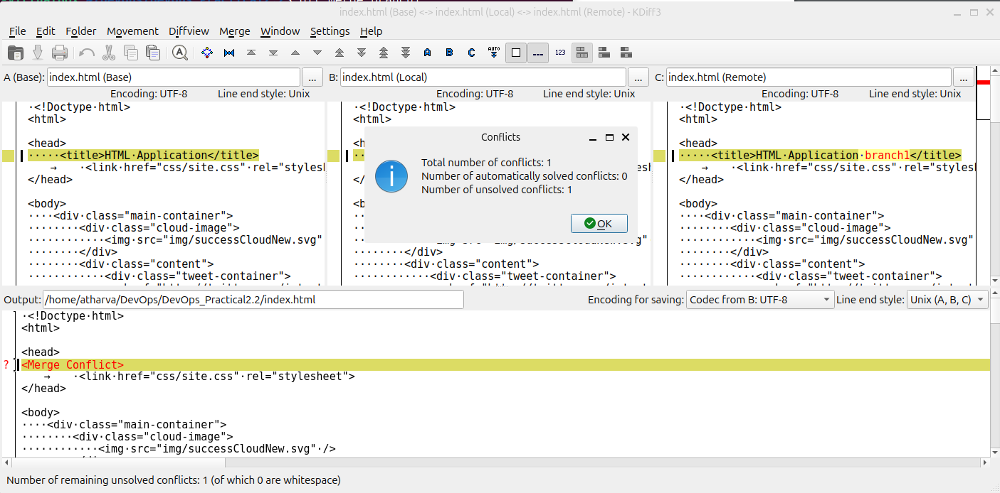 index.html (Base) <-> index.html (Local) <-> index.html (Remote) - KDiff3
File Edit Folder Movement Diffview Merge Window Settings Help
A B C AUTO 123
A (Base): index.html (Base) ...
Encoding: UTF-8 Line end style: Unix
·<!Doctype·html>
<html>
<head>
·····<title>HTML·Application</title>
→ ·<link·href="css/site.css"·rel="styles
</head>
<body>
····<div·class="main-container">
········<div·class="cloud-image">
············<img·src="img/successCloudNew.svg"
········</div>
········<div·class="content">
············<div·class="tweet-container">
B: index.html (Local) ...
Encoding: UTF-8 Line end style: Unix
·<!Doctype·html>
<html>
········</div>
········<div·class="content">
············<div·class="tweet-container">
C: index.html (Remote) ...
Encoding: UTF-8 Line end style: Unix
·<!Doctype·html>
<html>
<head>
·····<title>HTML·Application·branch1</title>
→ ·<link·href="css/site.css"·rel="styles
</head>
<body>
····<div·class="main-container">
········<div·class="cloud-image">
············<img·src="img/successCloudNew.svg"
········</div>
········<div·class="content">
············<div·class="tweet-container">
Conflicts
Total number of conflicts: 1
Number of automatically solved conflicts: 0
Number of unsolved conflicts: 1
OK
Output: /home/atharva/DevOps/DevOps_Practical2.2/index.html Encoding for saving: Codec from B: UTF-8 Line end style: Unix (A, B, C)
·<!Doctype·html>
<html>
<head>
? <Merge Conflict>
→ ·<link·href="css/site.css"·rel="stylesheet">
</head>
<body>
····<div·class="main-container">
········<div·class="cloud-image">
············<img·src="img/successCloudNew.svg"·/>
Number of remaining unsolved conflicts: 1 (of which 0 are whitespace)